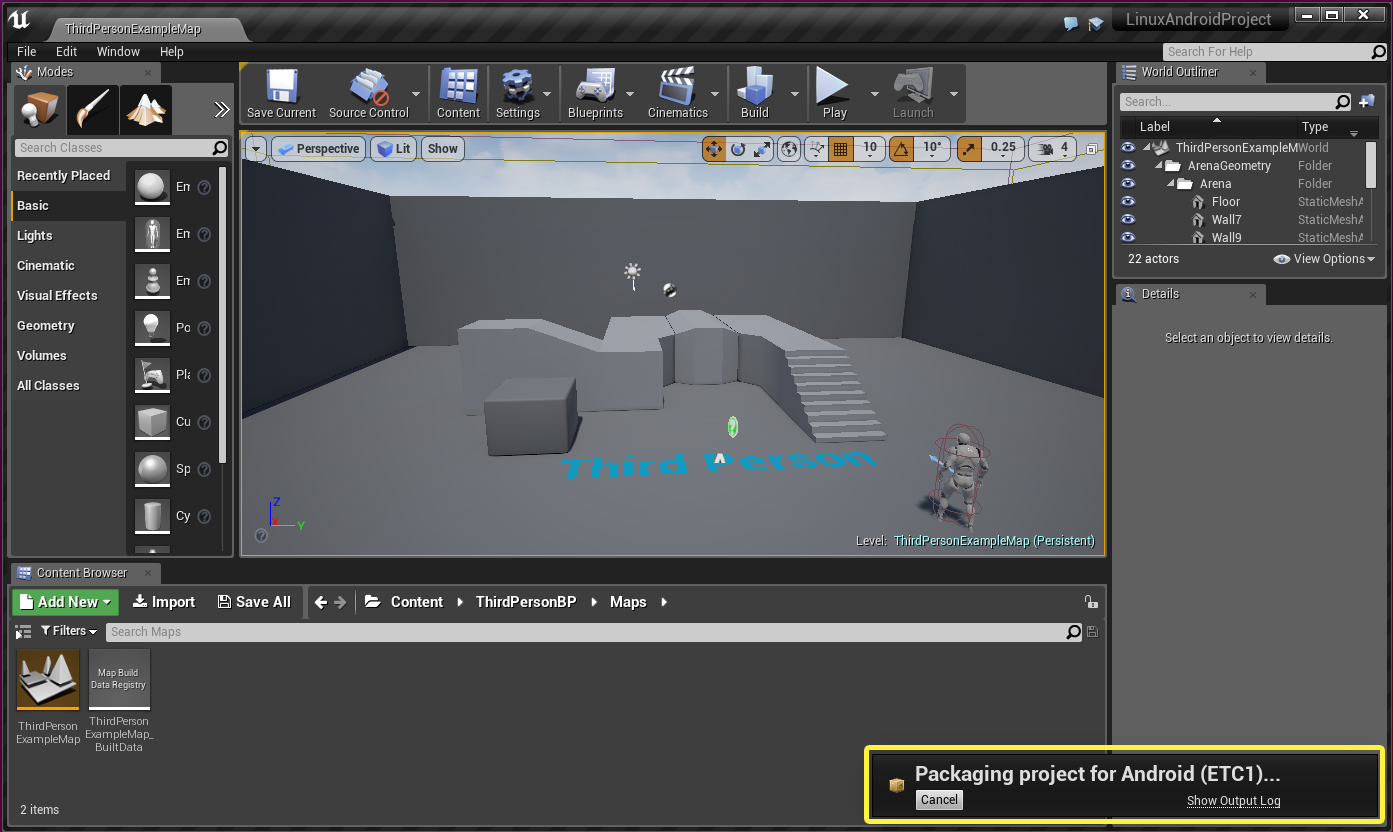 ThirdPersonExampleMap
LinuxAndroidProject
File Edit Window Help
Search For Help
Modes
Search Classes
Recently Placed
Basic
Lights
Cinematic
Visual Effects
Geometry
Volumes
All Classes
Em
Em
Em
Po
Pla
Cu
Sp
Cy
Save Current
Source Control
Content
Settings
Blueprints
Cinematics
Build
Play
Launch
Perspective
Lit
Show
10
10°
0.25
4
Third Person
Z
X
Y
Level: ThirdPersonExampleMap (Persistent)
World Outliner
Search...
Label Type
ThirdPersonExampleM World
ArenaGeometry Folder
Arena Folder
Floor StaticMeshA
Wall7 StaticMeshA
Wall9 StaticMeshA
22 actors
View Options
Details
Select an object to view details.
Content Browser
Add New
Import
Save All
Content
ThirdPersonBP
Maps
Filters
Search Maps
ThirdPerson
ExampleMap
Map Build
Data Registry
ThirdPerson
ExampleMap_
BuiltData
2 items
Packaging project for Android (ETC1)...
Cancel
Show Output Log